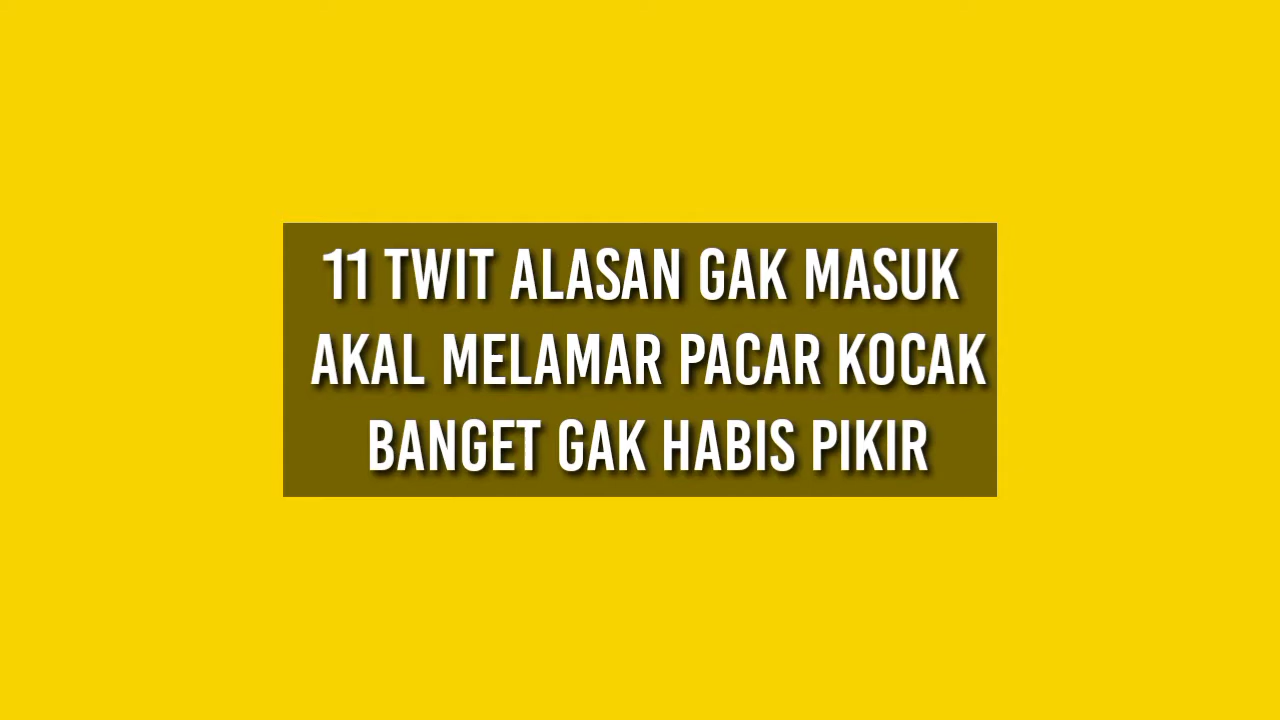 11 TWIT ALASAN GAK MASUK
AKAL MELAMAR PACAR KOCAK
BANGET GAK HABIS PIKIR